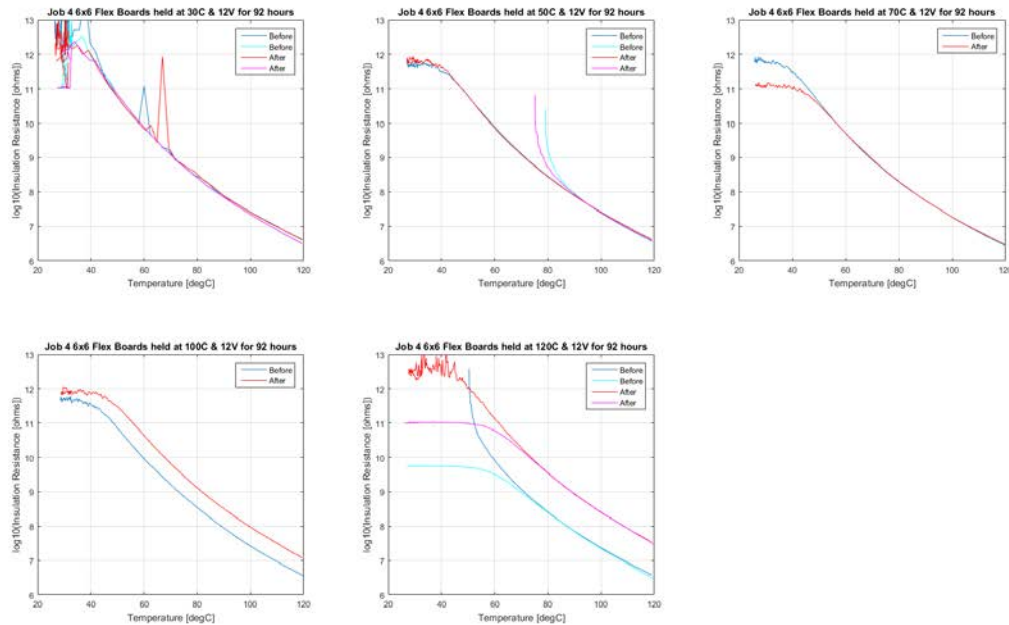 Job 4 6x6 Flex Boards held at 30C & 12V for 92 hours
Before
Before
After
After
log10(Insulation Resistance [ohms])
13
12
11
10
9
8
7
6
20 40 60 80 100 120
Temperature [degC]
Job 4 6x6 Flex Boards held at 50C & 12V for 92 hours
Before
Before
After
After
log10(Insulation Resistance [ohms])
13
12
11
10
9
8
7
6
20 40 60 80 100 120
Temperature [degC]
Job 4 6x6 Flex Boards held at 70C & 12V for 92 hours
Before
After
log10(Insulation Resistance [ohms])
13
12
11
10
9
8
7
6
20 40 60 80 100 120
Temperature [degC]
Job 4 6x6 Flex Boards held at 100C & 12V for 92 hours
Before
After
log10(Insulation Resistance [ohms])
13
12
11
10
9
8
7
6
20 40 60 80 100 120
Temperature [degC]
Job 4 6x6 Flex Boards held at 120C & 12V for 92 hours
Before
Before
After
After
log10(Insulation Resistance [ohms])
13
12
11
10
9
8
7
6
20 40 60 80 100 120
Temperature [degC]